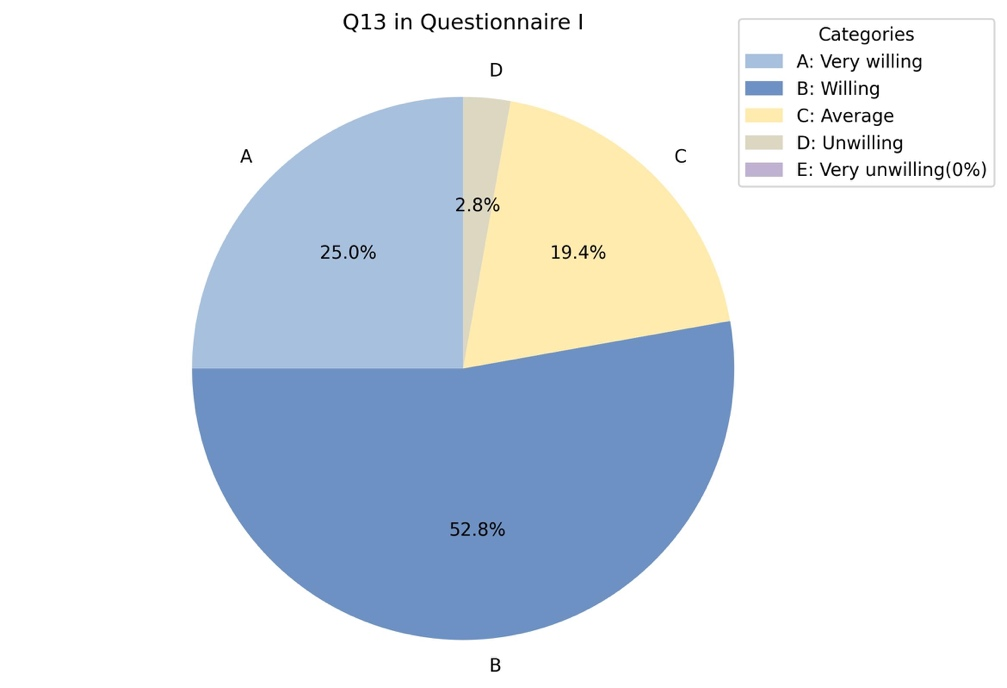 Q13 in Questionnaire I
Categories
A: Very willing
B: Willing
C: Average
D: Unwilling
E: Very unwilling(0%)
D
A
C
2.8%
25.0%
19.4%
52.8%
B